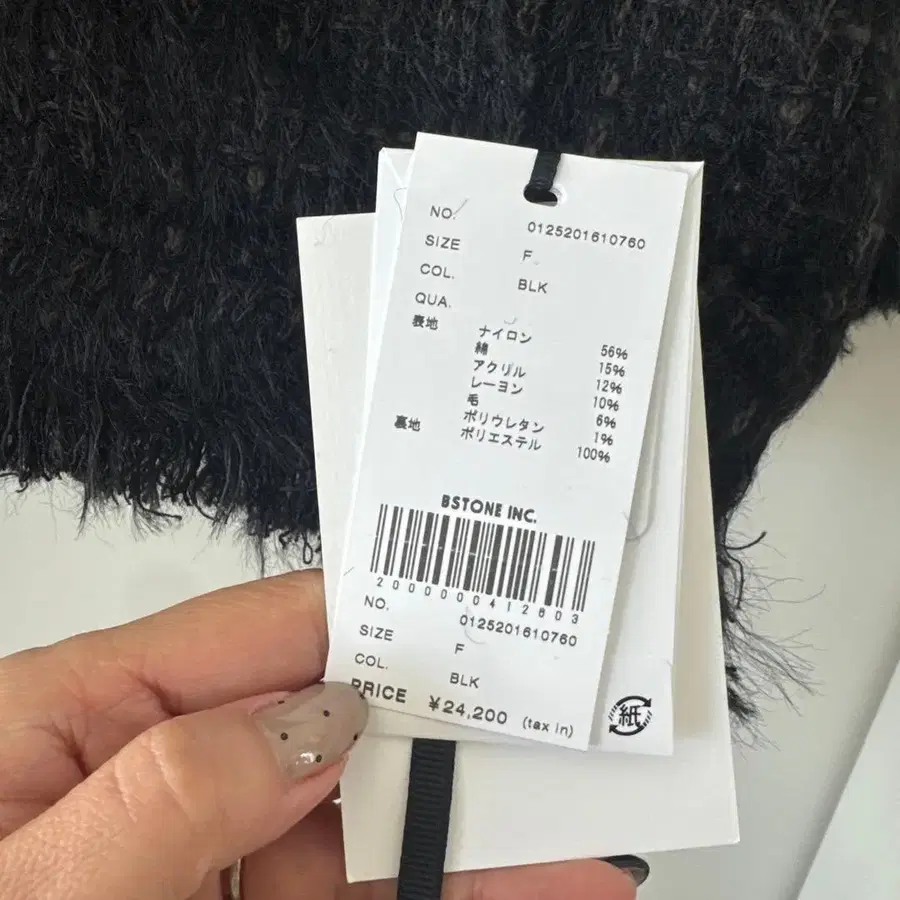 NO. 0125201610760
SIZE F
COL. BLK
QUA.
表地 ナイロン 56%
綿 15%
アクリル 12%
レーヨン 10%
毛 6%
ポリウレタン 1%
裏地 ポリエステル 100%
BSTONE INC.
2000000412603
NO. 0125201610760
SIZE F
COL. BLK
PRICE ¥24,200 (tax in)
紙